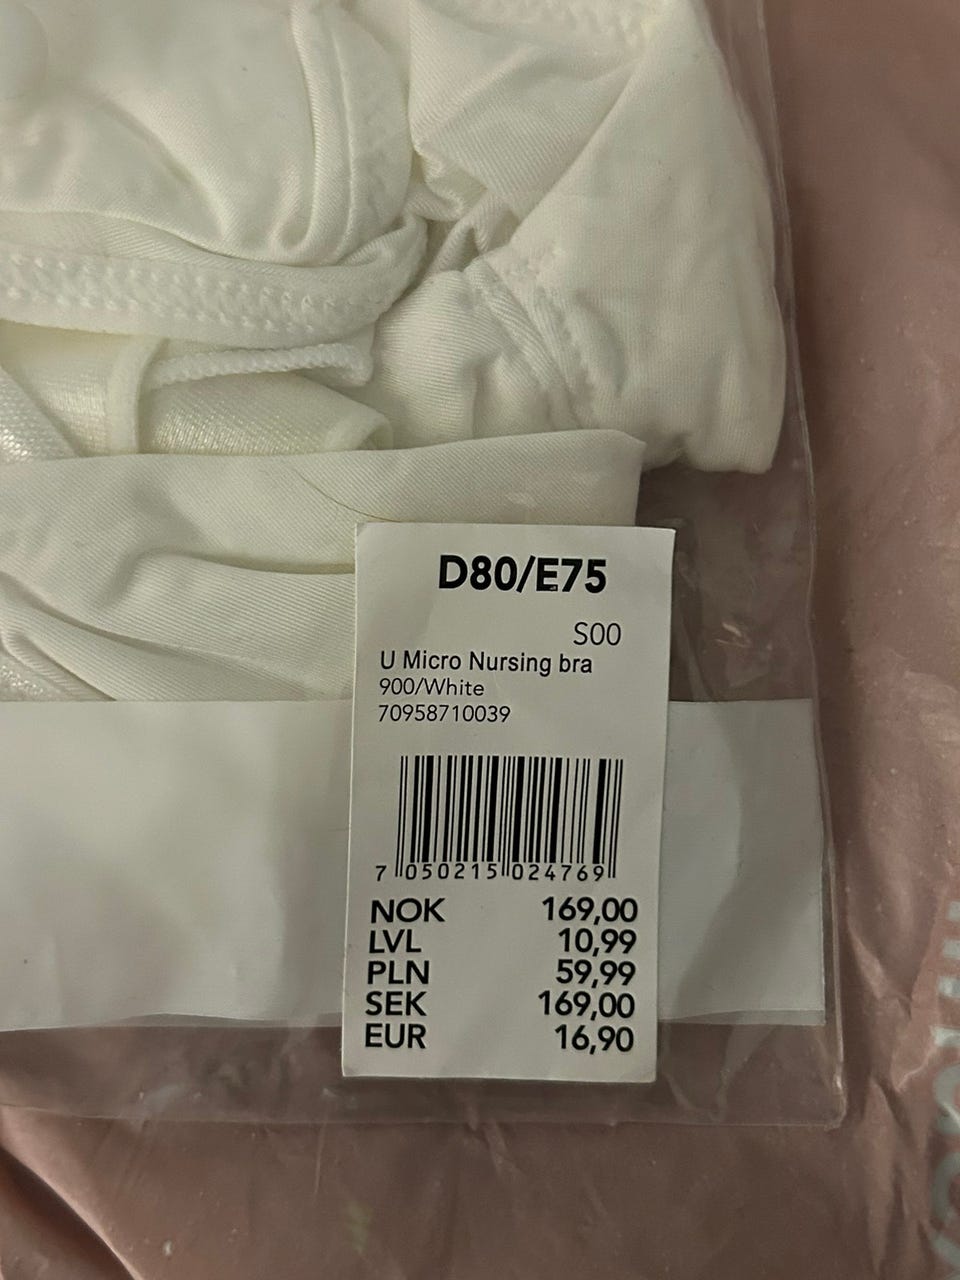 D80/E75
S00
U Micro Nursing bra
900/White
70958710039
7 050215 024769
NOK 169,00
LVL 10,99
PLN 59,99
SEK 169,00
EUR 16,90